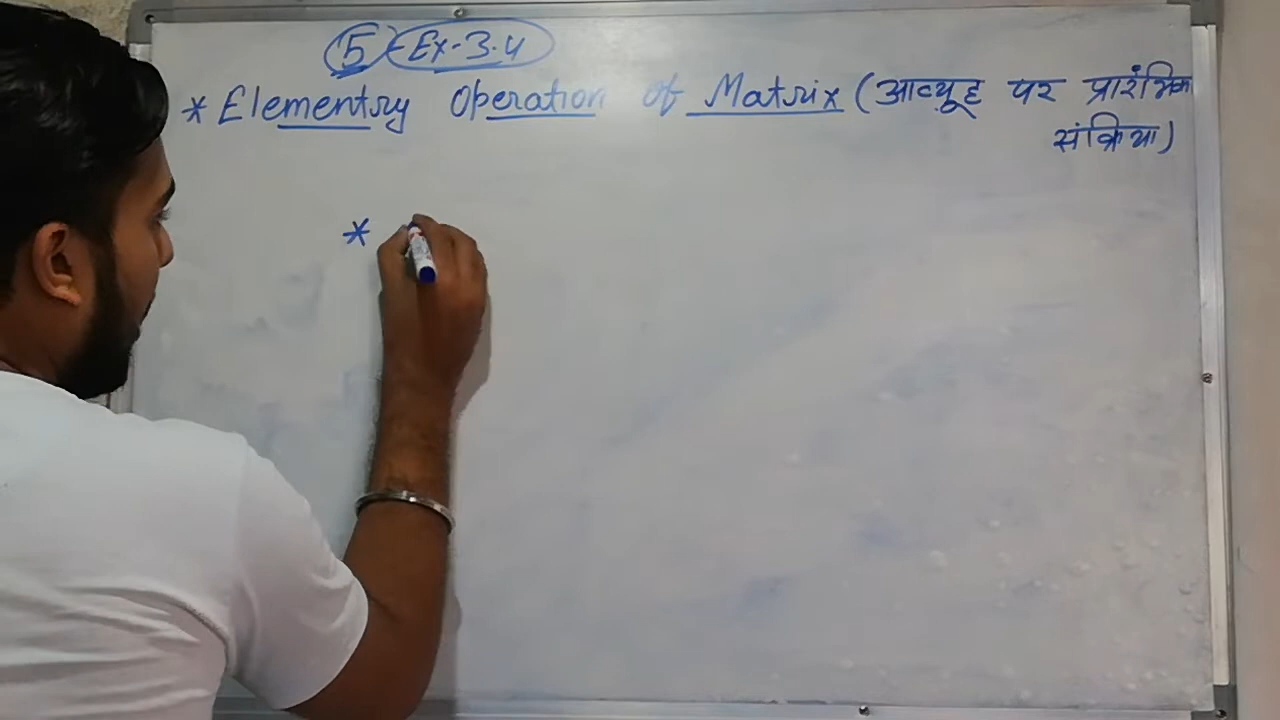 5 Ex-3.4
* Elementry Operation of Matrix (आव्यूह पर प्रारंभिक
संक्रिया)
*